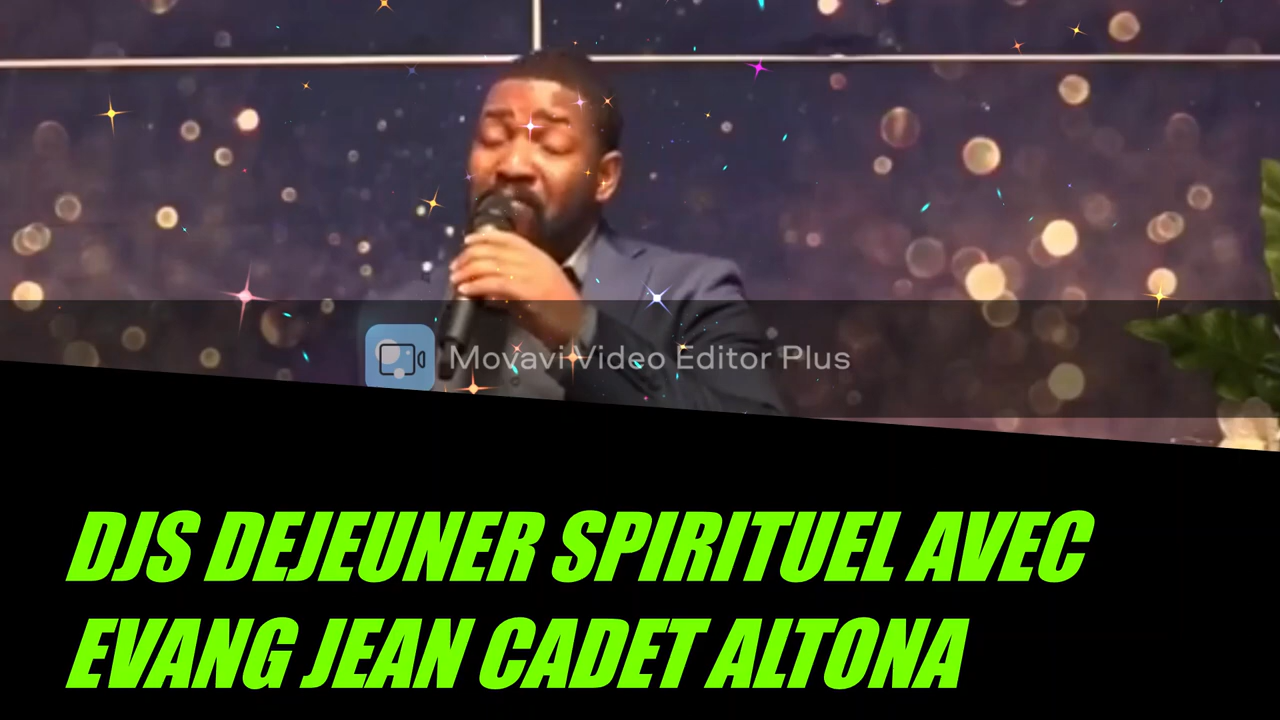 Movavi Video Editor Plus
DJS DEJEUNER SPIRITUEL AVEC
EVANG JEAN CADET ALTONA